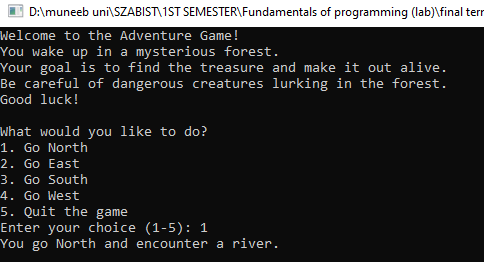 D:\muneeb uni\SZABIST\1ST SEMESTER\Fundamentals of programming (lab)\final tern
Welcome to the Adventure Game!
You wake up in a mysterious forest.
Your goal is to find the treasure and make it out alive.
Be careful of dangerous creatures lurking in the forest.
Good luck!
What would you like to do?
1. Go North
2. Go East
3. Go South
4. Go West
5. Quit the game
Enter your choice (1-5): 1
You go North and encounter a river.